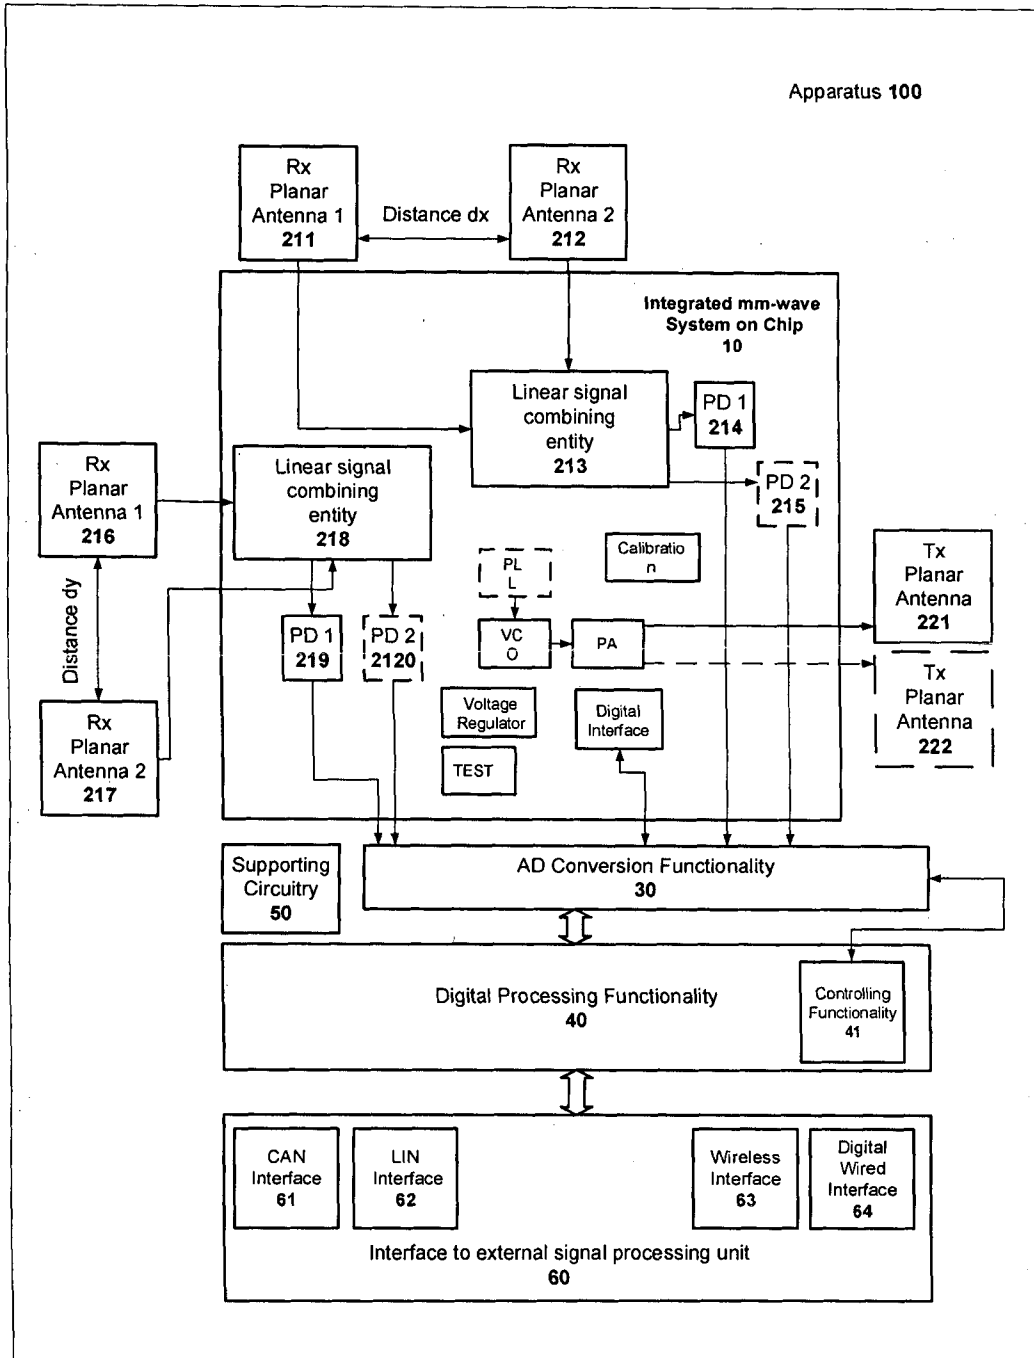 Apparatus 100
Rx
Planar
Antenna 1
211
Distance dx
Rx
Planar
Antenna 2
212
Integrated mm-wave
System on Chip
10
Linear signal
combining
entity
213
PD 1
214
PD 2
215
Rx
Planar
Antenna 1
216
Linear signal
combining
entity
218
Distance dy
Rx
Planar
Antenna 2
217
PD 1
219
PD 2
2120
PL
L
VC
O
PA
Calibratio
n
Tx
Planar
Antenna
221
Tx
Planar
Antenna
222
Voltage
Regulator
Digital
Interface
TEST
Supporting
Circuitry
50
AD Conversion Functionality
30
Digital Processing Functionality
40
Controlling
Functionality
41
CAN
Interface
61
LIN
Interface
62
Wireless
Interface
63
Digital
Wired
Interface
64
Interface to external signal processing unit
60